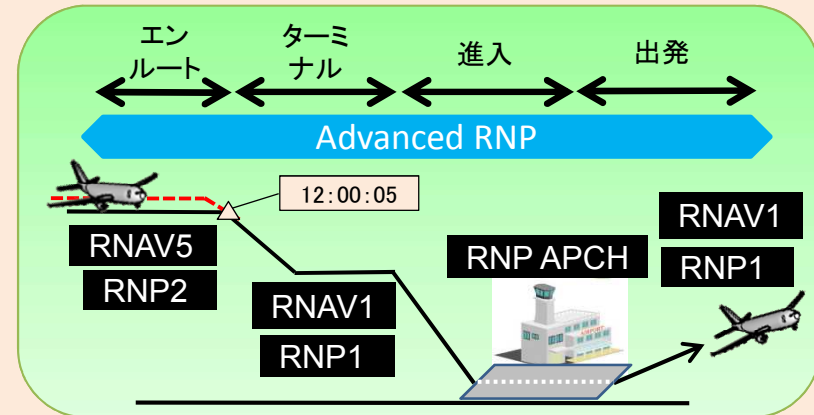 エン
ルート
ターミ
ナル
進入
出発
Advanced RNP
12:00:05
RNAV5
RNP2
RNAV1
RNP1
RNP APCH
RNAV1
RNP1
AIRPORT